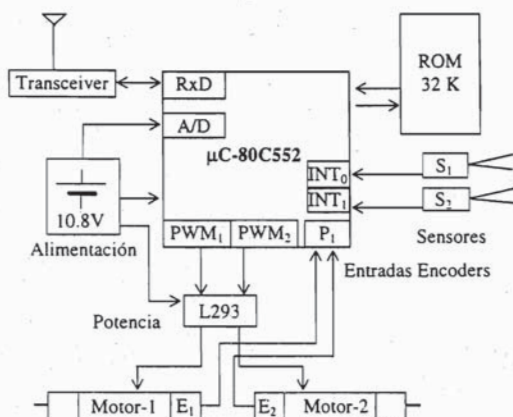 Transceiver
RxD
A/D
μC-80C552
ROM
32 K
INT0
INT1
S1
S2
Sensores
10.8V
Alimentación
PWM1
PWM2
P1
Entradas Encoders
Potencia
L293
Motor-1
E1
E2
Motor-2